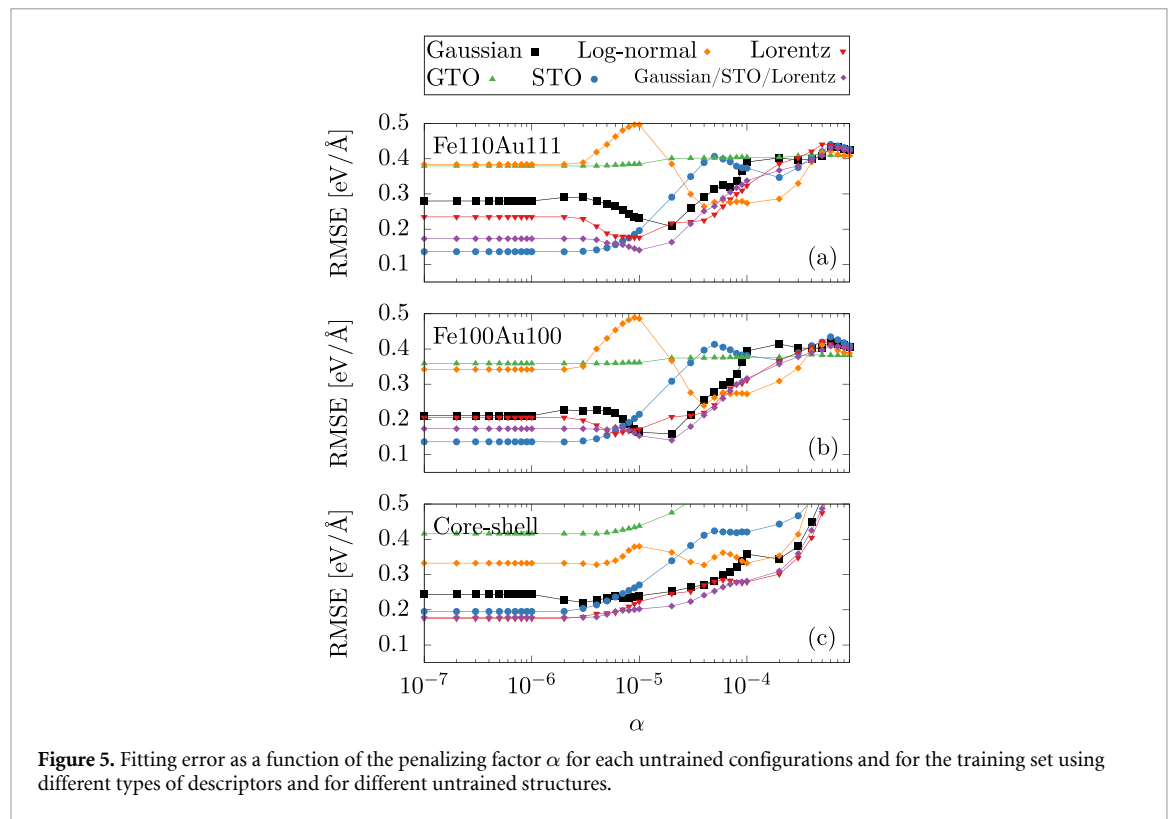 Gaussian Log-normal Lorentz
GTO STO Gaussian/STO/Lorentz
0.5
0.4
0.3
0.2
0.1
RMSE [eV/Å]
Fe110Au111
(a)
0.5
0.4
0.3
0.2
0.1
RMSE [eV/Å]
Fe100Au100
(b)
0.5
0.4
0.3
0.2
0.1
RMSE [eV/Å]
Core-shell
(c)
10⁻⁷ 10⁻⁶ 10⁻⁵ 10⁻⁴
α
Figure 5. Fitting error as a function of the penalizing factor α for each untrained configurations and for the training set using
different types of descriptors and for different untrained structures.